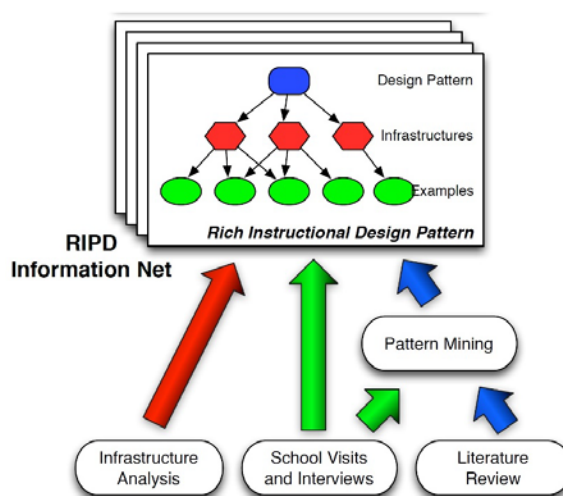 Design Pattern
Infrastructures
Examples
Rich Instructional Design Pattern
RIPD
Information Net
Pattern Mining
Infrastructure
Analysis
School Visits
and Interviews
Literature
Review